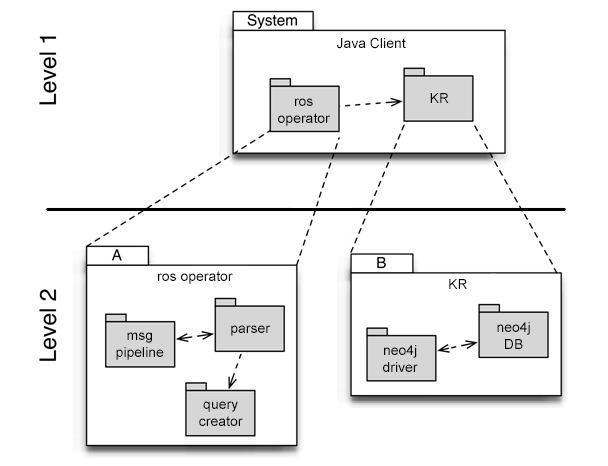 Level 1
System
Java Client
ros
operator
KR
Level 2
A
ros operator
msg
pipeline
parser
query
creator
B
KR
neo4j
driver
neo4j
DB